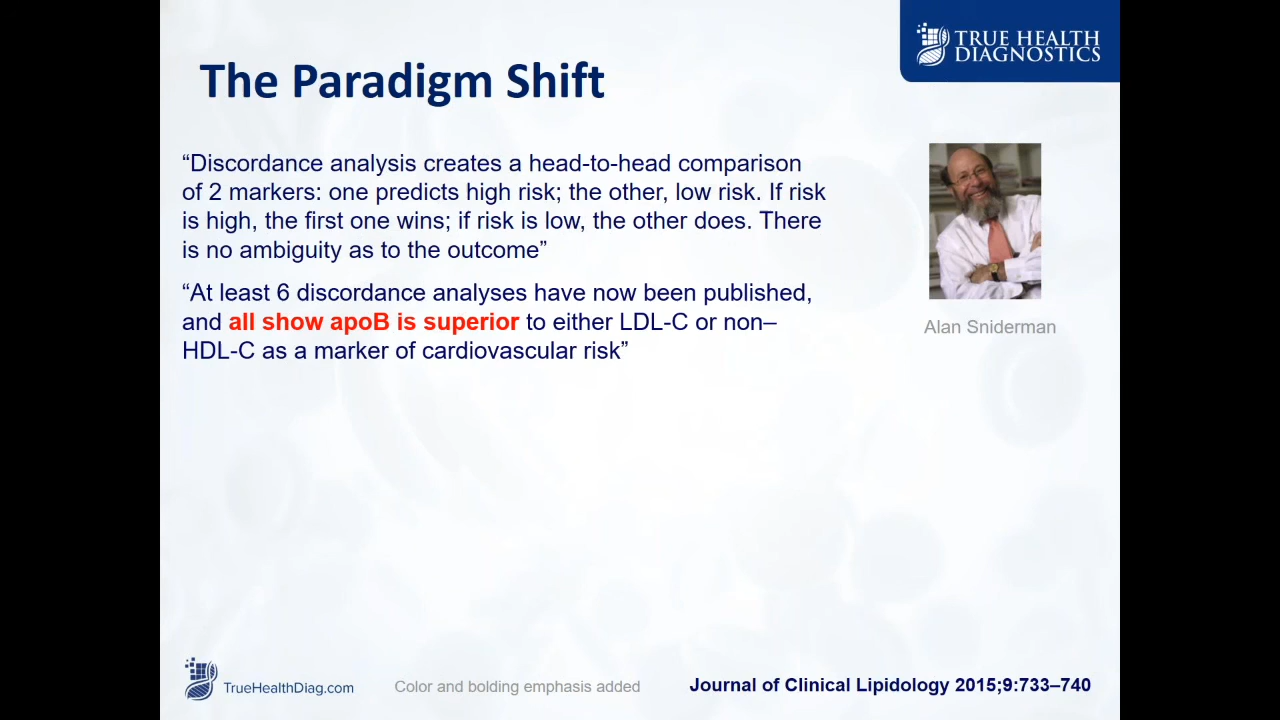 TRUE HEALTH
DIAGNOSTICS
The Paradigm Shift
“Discordance analysis creates a head-to-head comparison
of 2 markers: one predicts high risk; the other, low risk. If risk
is high, the first one wins; if risk is low, the other does. There
is no ambiguity as to the outcome”
“At least 6 discordance analyses have now been published,
and all show apoB is superior to either LDL-C or non–
HDL-C as a marker of cardiovascular risk”
Alan Sniderman
TrueHealthDiag.com
Color and bolding emphasis added
Journal of Clinical Lipidology 2015;9:733–740